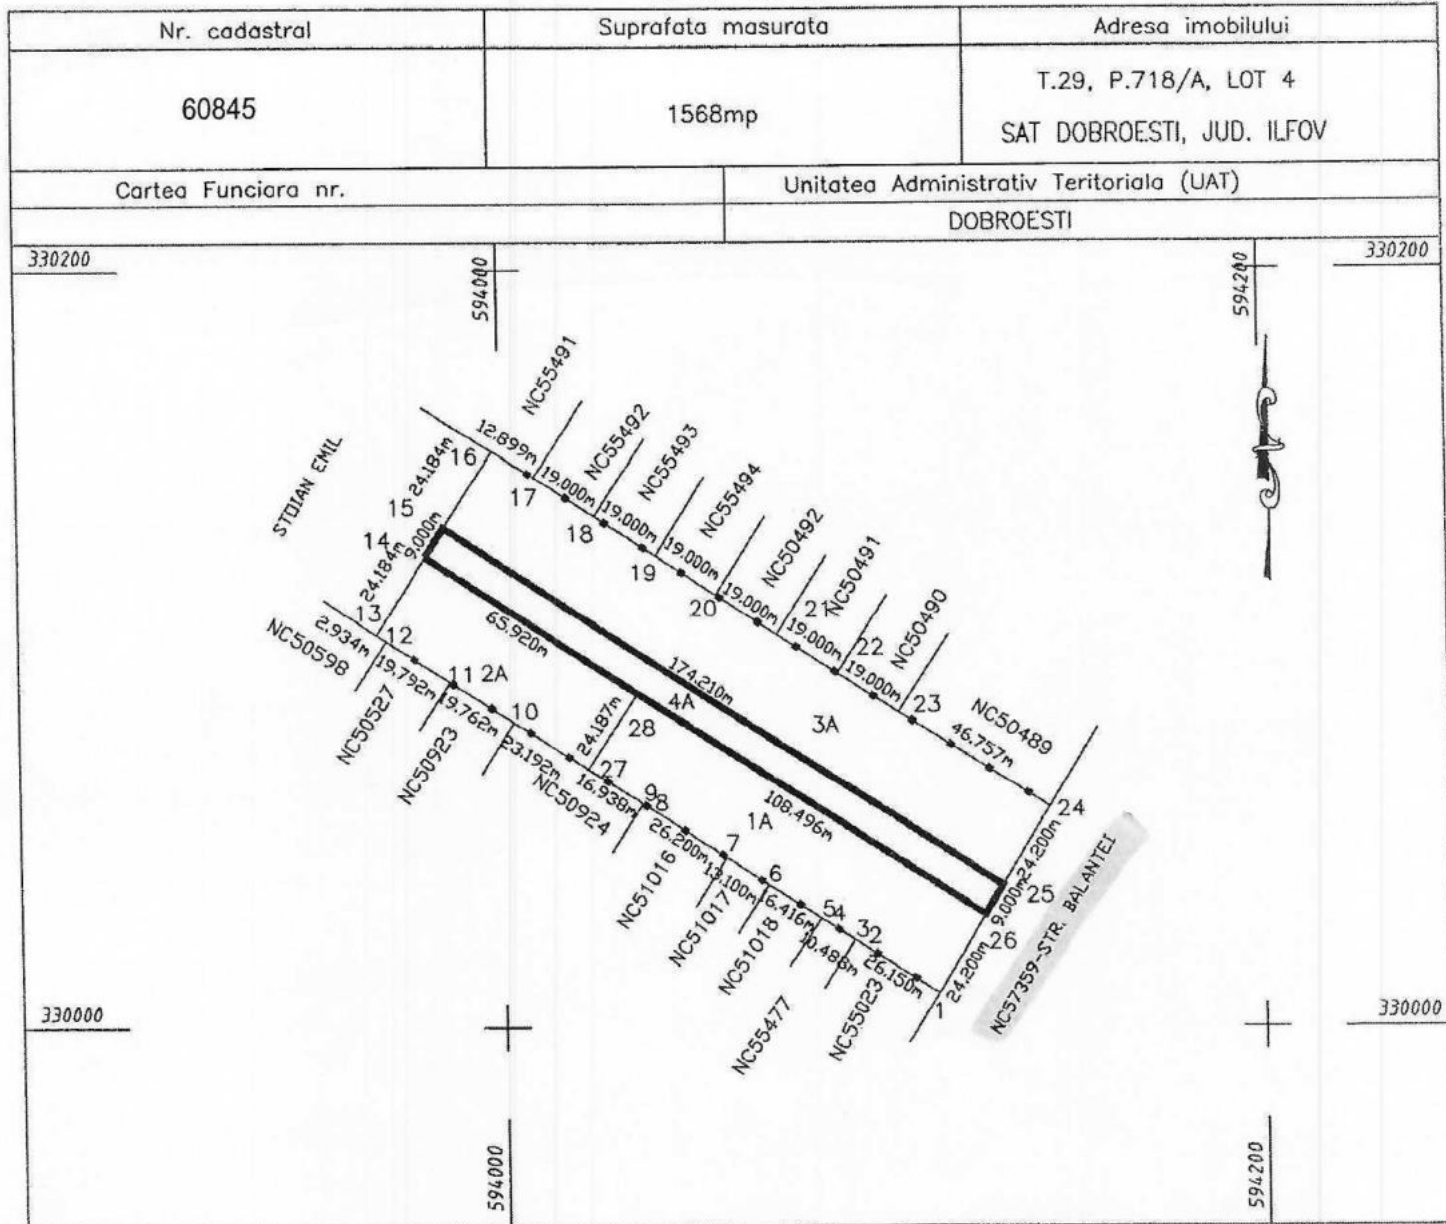 Nr. cadastral
Suprafata masurata
Adresa imobilului
60845
1568mp
T.29, P.718/A, LOT 4
SAT DOBROESTI, JUD. ILFOV
Cartea Funciara nr.
Unitatea Administrativ Teritoriala (UAT)
DOBROESTI
330200
594000
594200
330200
NC55491
NC55492
NC55493
NC55494
NC50492
NC50491
NC50490
NC50489
STOIAN EMIL
12.899m
19.000m
19.000m
19.000m
19.000m
19.000m
19.000m
46.757m
16
17
18
19
20
21
22
23
24
24.184m
15
9.000m
14
24.184m
13
12
2.934m
NC50598
19.792m
NC50527
11
2A
19.762m
NC50923
10
23.192m
NC50924
65.920m
174.210m
4A
3A
24.187m
28
27
16.938m
98
108.496m
1A
26.200m
NC51016
7
13.100m
NC51017
6
16.416m
NC51018
54
10.488m
NC55477
32
26.150m
NC55023
1
24.200m
26
9.000m
25
24.200m
NC57359-STR. BALANTEI
330000
330000
594000
594200